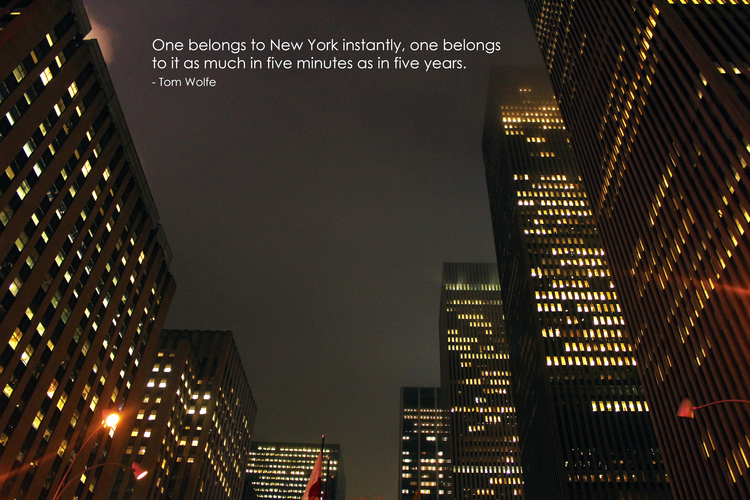 One belongs to New York instantly, one belongs
to it as much in five minutes as in five years.
- Tom Wolfe